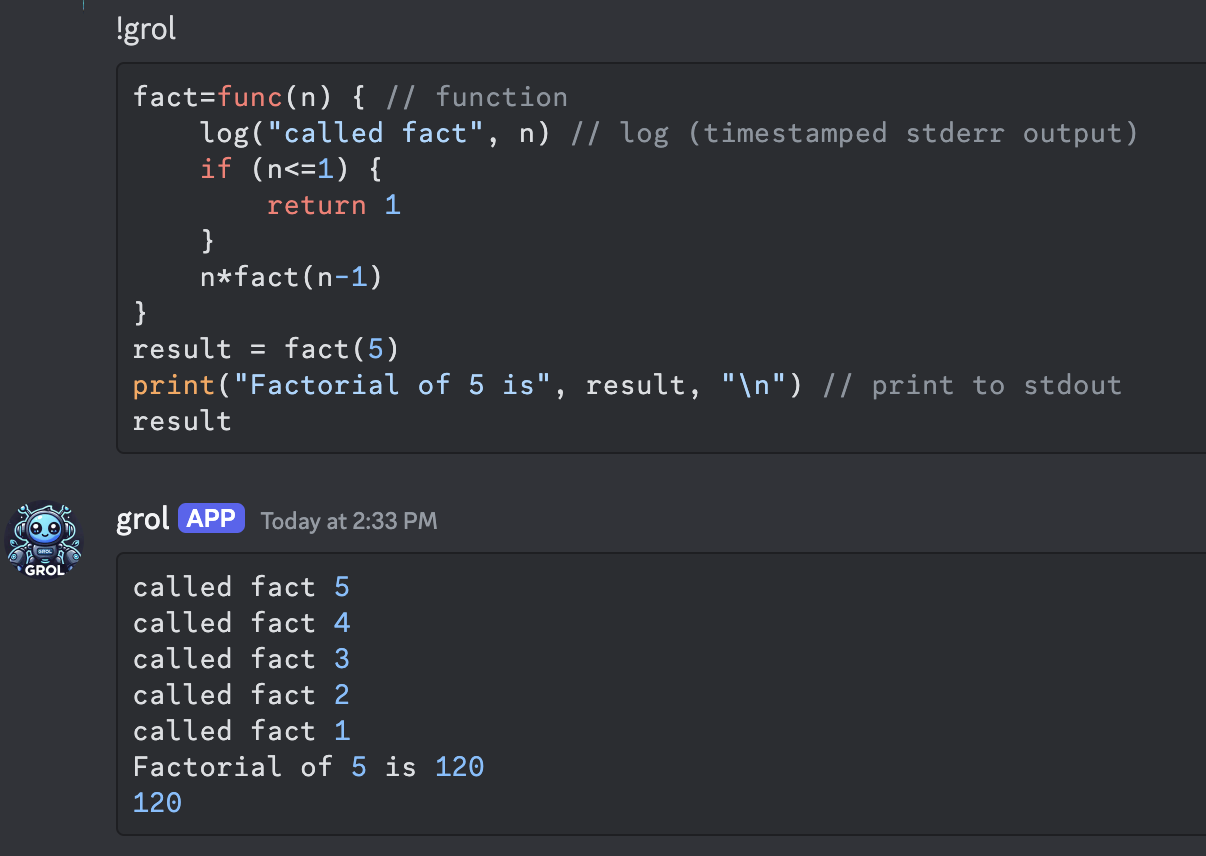 !grol
fact=func(n) { // function
    log("called fact", n) // log (timestamped stderr output)
    if (n<=1) {
        return 1
    }
    n*fact(n-1)
}
result = fact(5)
print("Factorial of 5 is", result, "\n") // print to stdout
result
grol APP Today at 2:33 PM
GROL
GROL
called fact 5
called fact 4
called fact 3
called fact 2
called fact 1
Factorial of 5 is 120
120